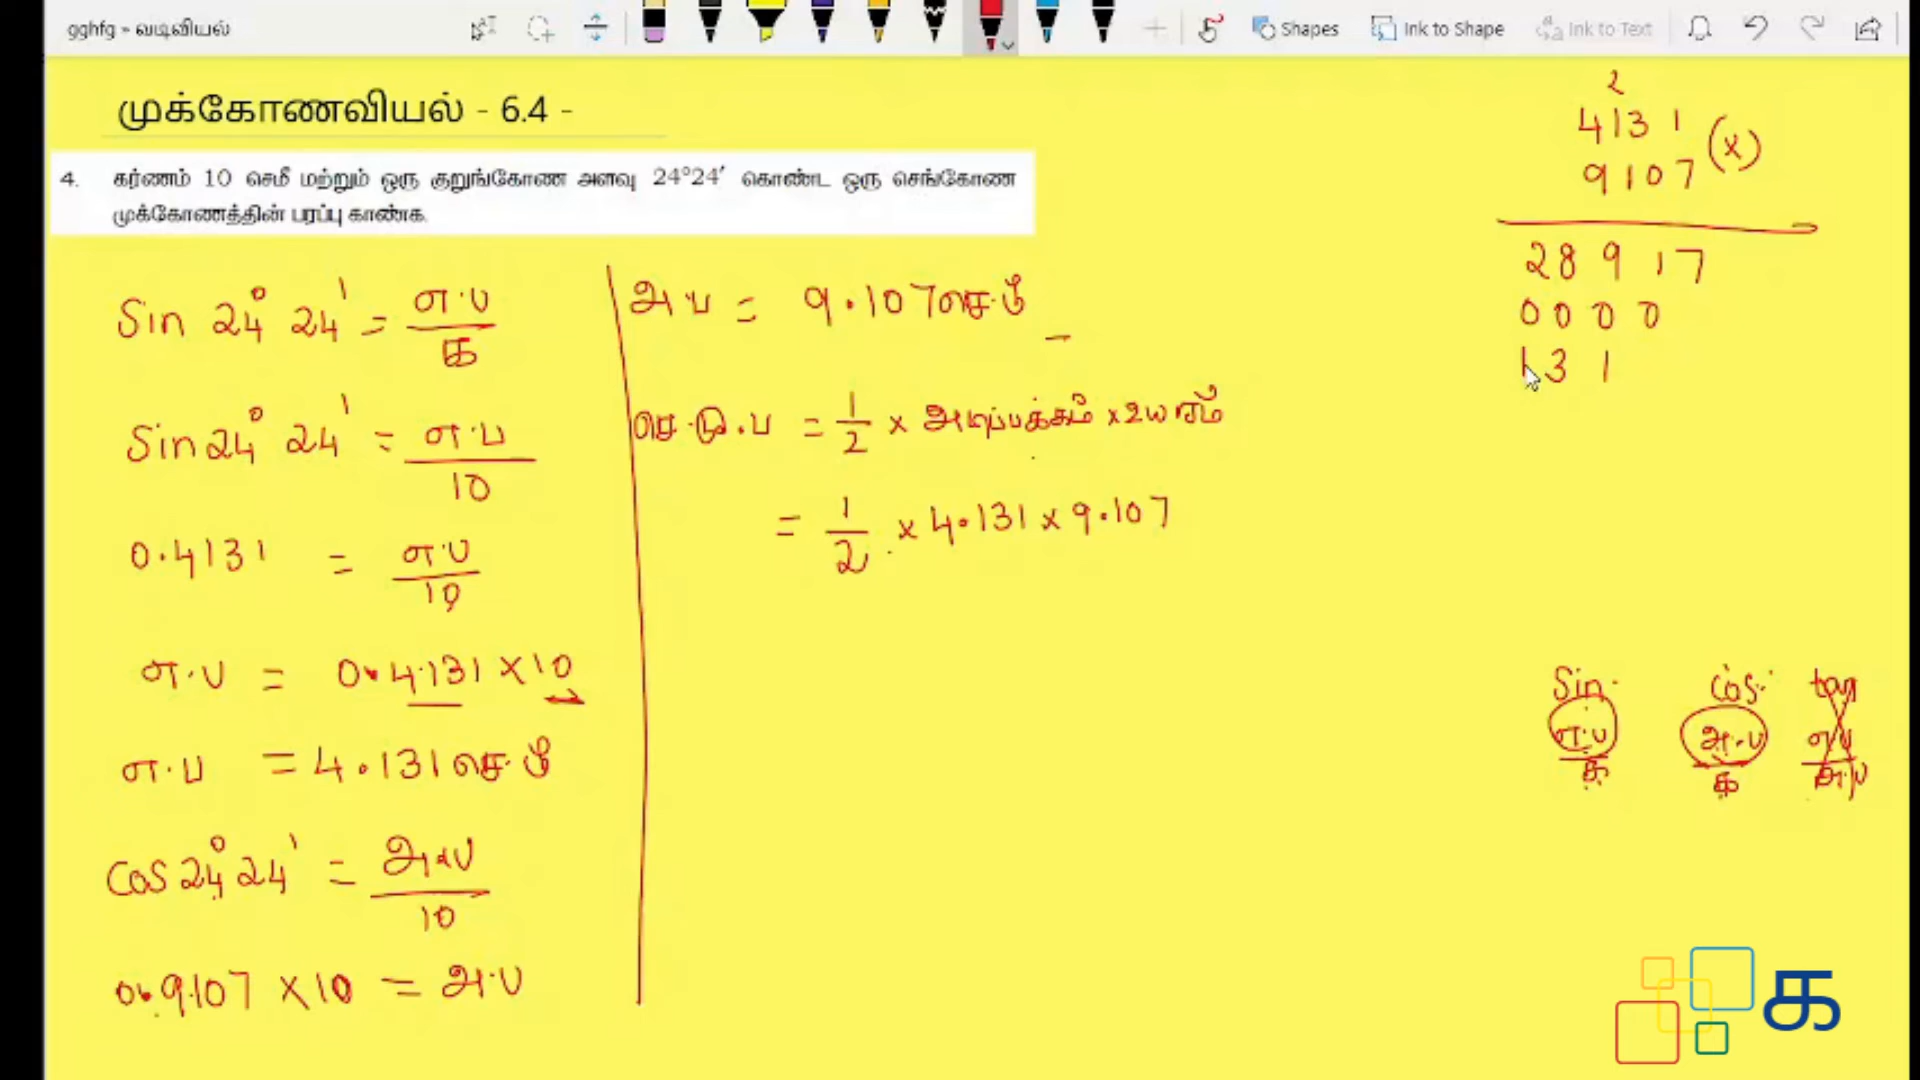 gghfg - வடிவியல்
Shapes
Ink to Shape
Ink to Text
முக்கோணவியல் - 6.4 -
4. கர்ணம் 10 செமீ மற்றும் ஒரு குறுங்கோண அளவு 24°24′ கொண்ட ஒரு செங்கோண
முக்கோணத்தின் பரப்பு காண்க.
Sin 24° 24' = எ.ப / க
Sin 24° 24' = எ.ப / 10
0.4131 = எ.ப / 10
எ.ப = 0.4131 × 10
எ.ப = 4.131 செ.மீ
Cos 24° 24' = அ.ப / 10
0.9107 × 10 = அ.ப
அ.ப = 9.107 செ.மீ
செ.மு.ப = 1/2 × அடிப்பக்கம் × உயரம்
= 1/2 × 4.131 × 9.107
2
4131
9107 (×)
28917
0000
131
Sin Cos tan
எ.ப / க அ.ப / க எ.ப / அ.ப
க